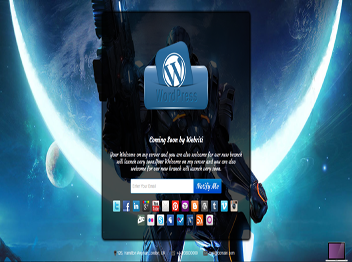 WordPress
Coming Soon by Webriti
Your Welcome on my server and you are also welcome for our new branch
will launch very soon.Your Welcome on my server and you are also
welcome for our new branch will launch very soon.
Enter Your Email
Notify Me